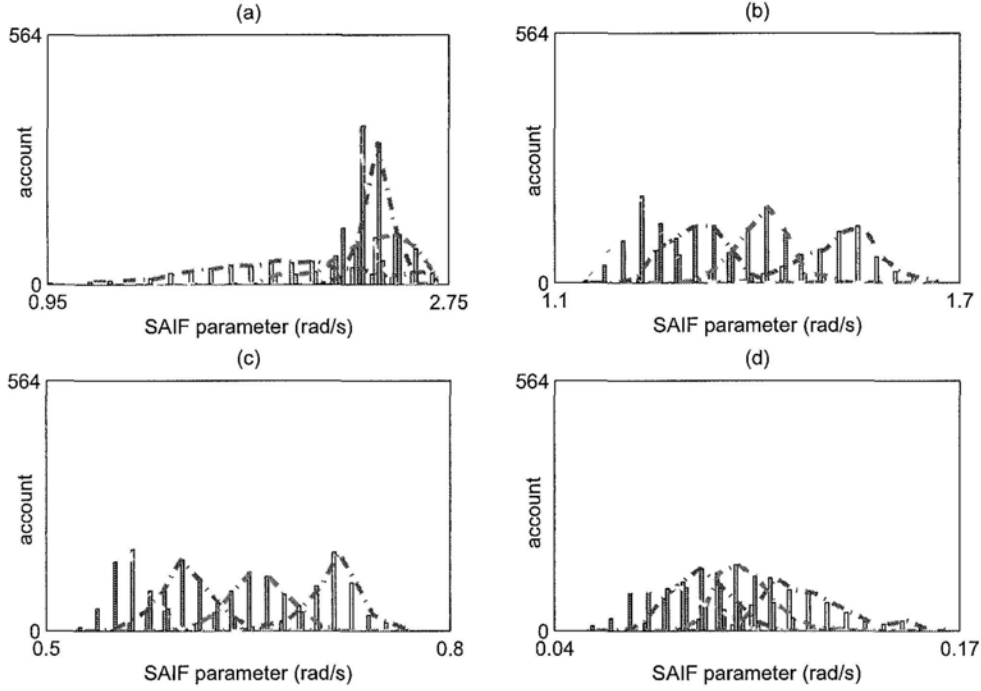 (a)
564
account
0
0.95
2.75
SAIF parameter (rad/s)
(b)
564
account
0
1.1
1.7
SAIF parameter (rad/s)
(c)
564
account
0
0.5
0.8
SAIF parameter (rad/s)
(d)
564
account
0
0.04
0.17
SAIF parameter (rad/s)